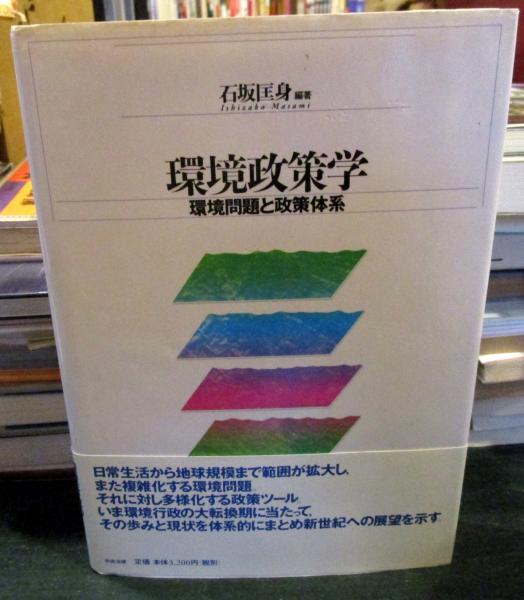 石坂匡身 編著
Ishizaka Masami
環境政策学
環境問題と政策体系
日常生活から地球規模まで範囲が拡大し、
また複雑化する環境問題。
それに対し多様化する政策ツール。
いま環境行政の大転換期に当たって、
その歩みと現状を体系的にまとめ新世紀への展望を示す。
中央法規 定価 本体3,200円(税別)